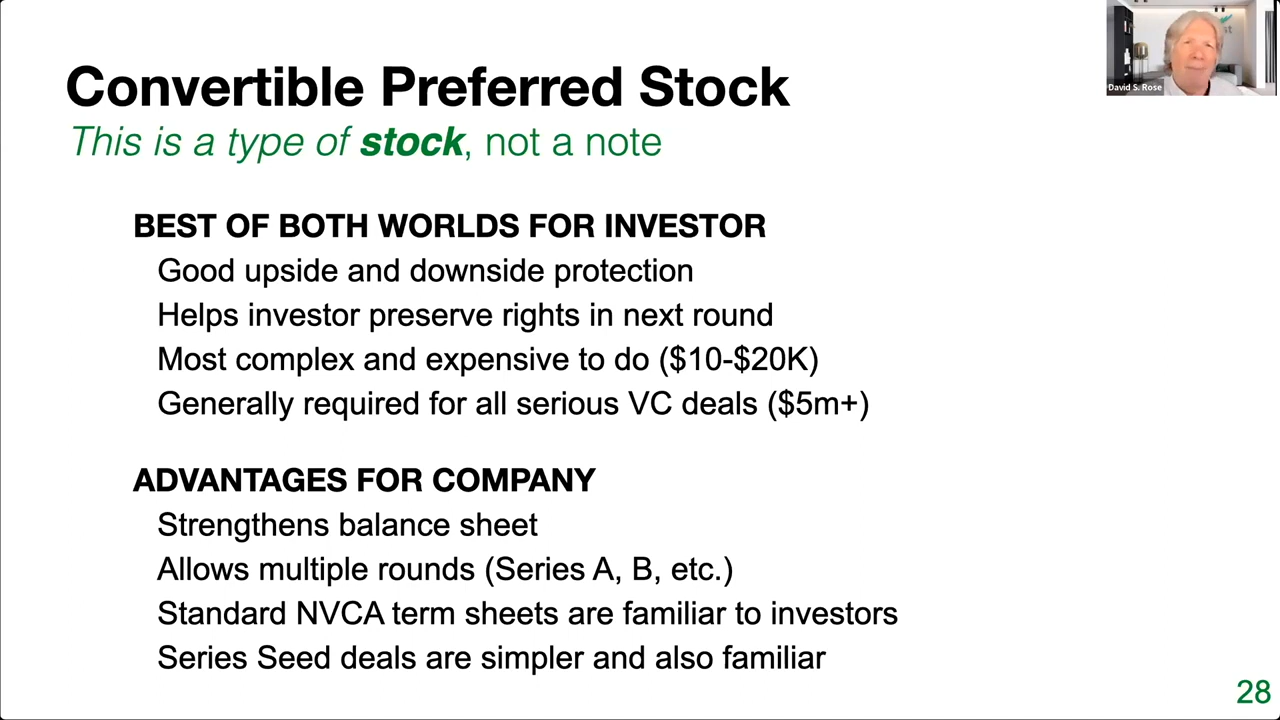 Convertible Preferred Stock
This is a type of stock, not a note
BEST OF BOTH WORLDS FOR INVESTOR
Good upside and downside protection
Helps investor preserve rights in next round
Most complex and expensive to do ($10-$20K)
Generally required for all serious VC deals ($5m+)
ADVANTAGES FOR COMPANY
Strengthens balance sheet
Allows multiple rounds (Series A, B, etc.)
Standard NVCA term sheets are familiar to investors
Series Seed deals are simpler and also familiar
28
David S. Rose